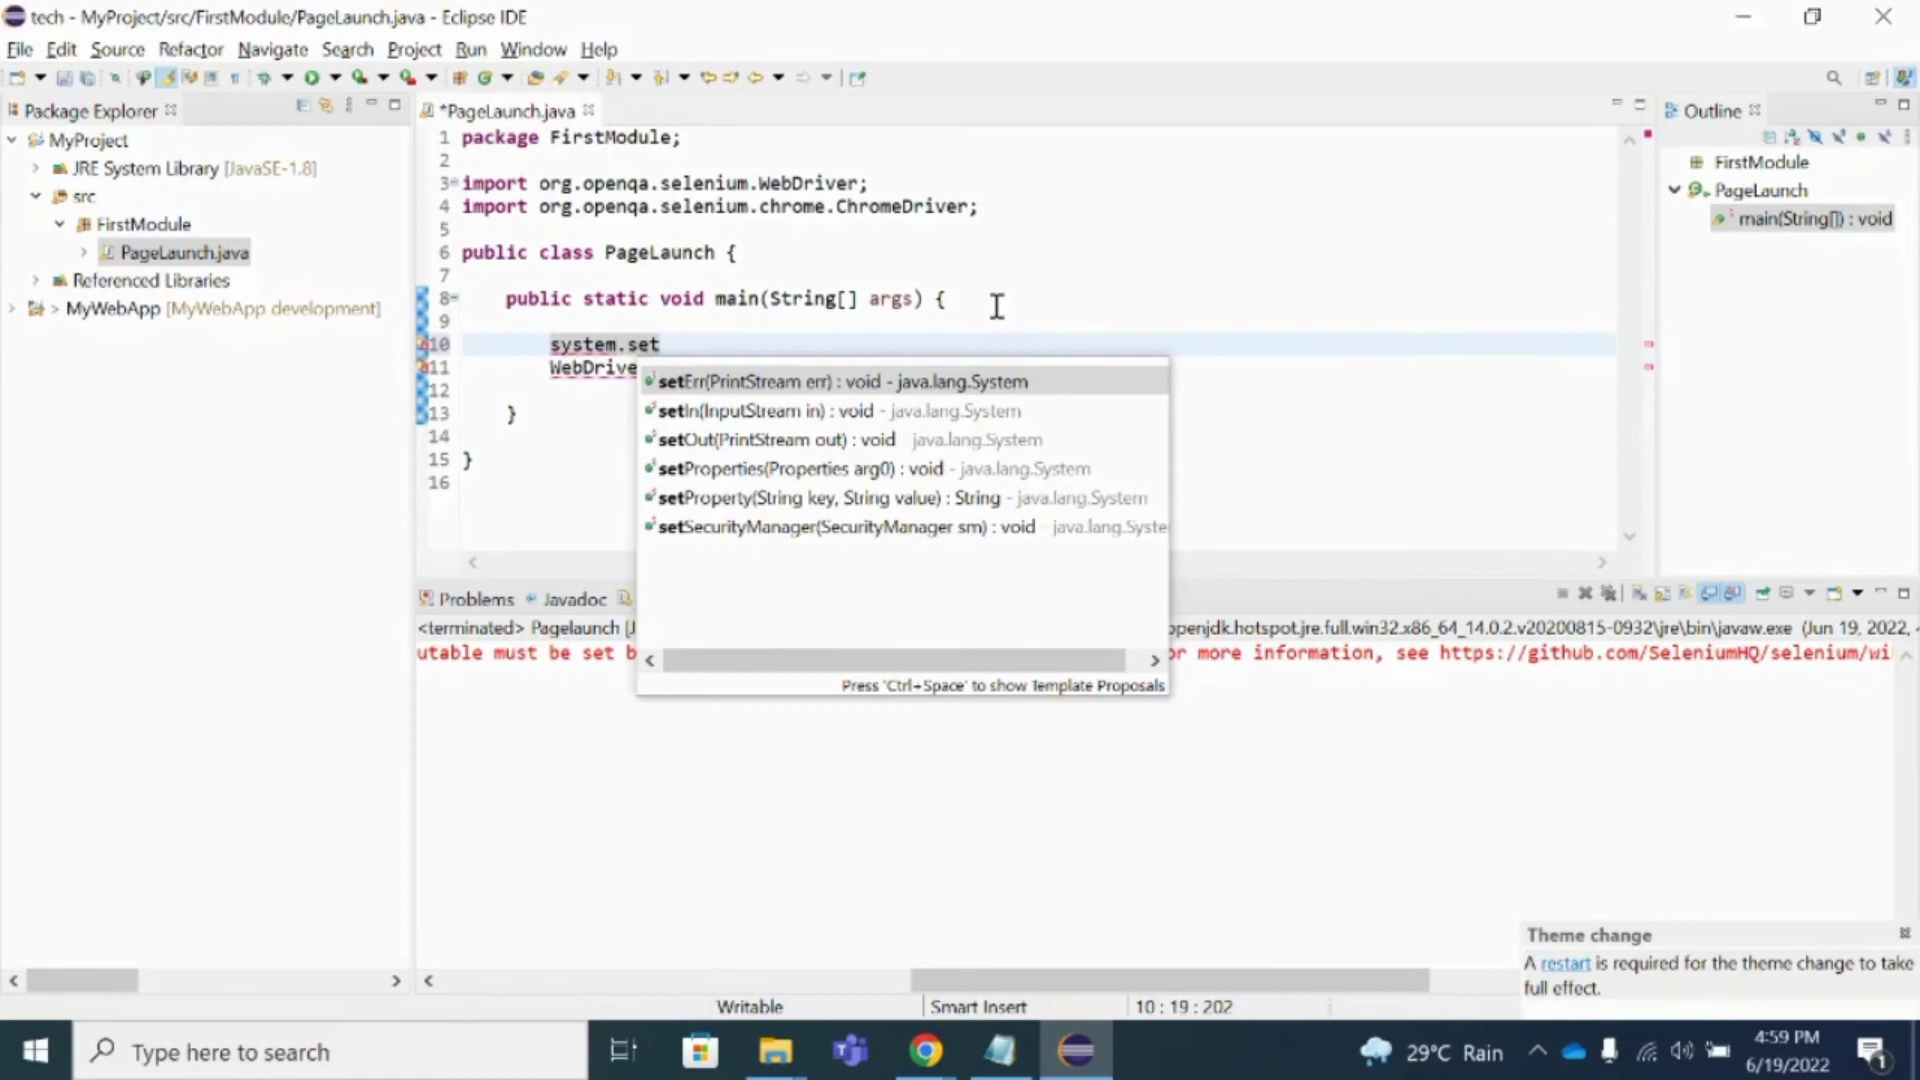 tech - MyProject/src/FirstModule/PageLaunch.java - Eclipse IDE
File Edit Source Refactor Navigate Search Project Run Window Help
Package Explorer
MyProject
JRE System Library [JavaSE-1.8]
src
FirstModule
PageLaunch.java
Referenced Libraries
> MyWebApp [MyWebApp development]
*PageLaunch.java
1 package FirstModule;
2
3 import org.openqa.selenium.WebDriver;
4 import org.openqa.selenium.chrome.ChromeDriver;
5
6 public class PageLaunch {
7
8 public static void main(String[] args) {
9
10 system.set
11 WebDrive
12
13 }
14
15 }
16
setErr(PrintStream err) : void - java.lang.System
setIn(InputStream in) : void - java.lang.System
setOut(PrintStream out) : void - java.lang.System
setProperties(Properties arg0) : void - java.lang.System
setProperty(String key, String value) : String - java.lang.System
setSecurityManager(SecurityManager sm) : void - java.lang.Syste
Press 'Ctrl+Space' to show Template Proposals
Outline
FirstModule
PageLaunch
main(String[]) : void
Problems Javadoc
<terminated> Pagelaunch [J openjdk.hotspot.jre.full.win32.x86_64_14.0.2.v20200815-0932\jre\bin\javaw.exe (Jun 19, 2022,
utable must be set b or more information, see https://github.com/SeleniumHQ/selenium/wi
Theme change
A restart is required for the theme change to take
full effect.
Writable Smart Insert 10 : 19 : 202
Type here to search
29°C Rain
4:59 PM
6/19/2022
1